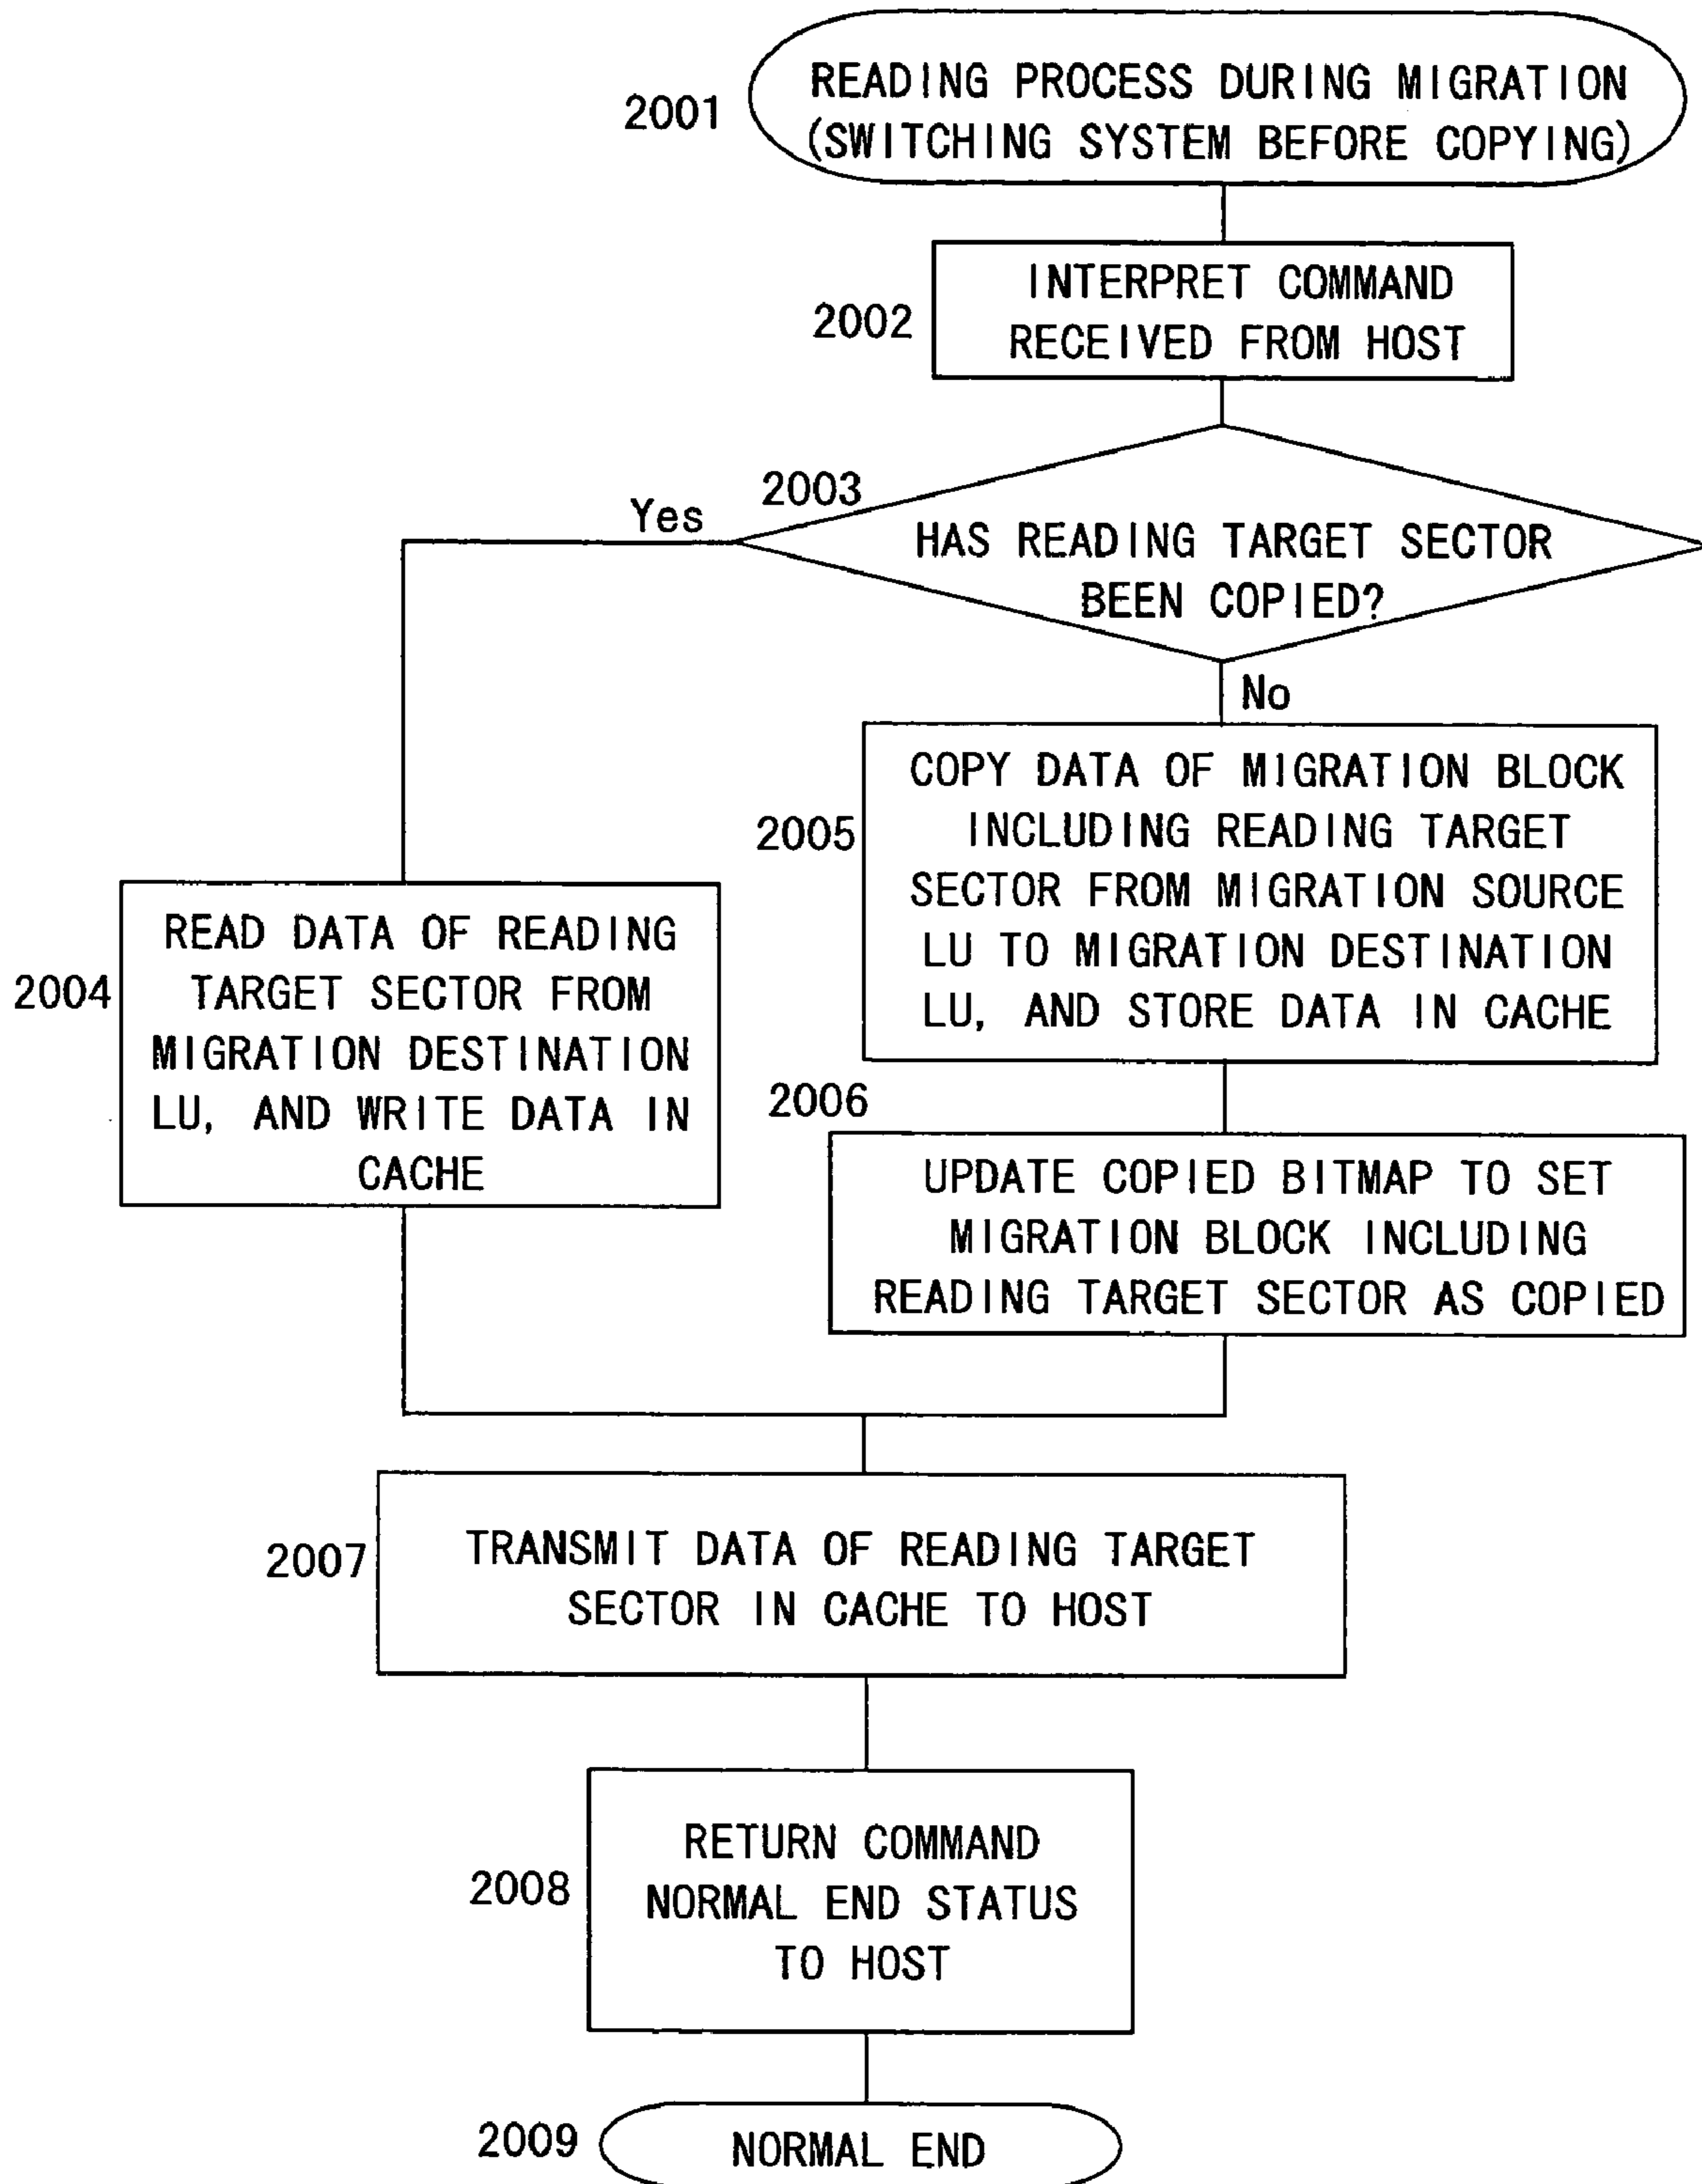 2001
READING PROCESS DURING MIGRATION
(SWITCHING SYSTEM BEFORE COPYING)
2002
INTERPRET COMMAND
RECEIVED FROM HOST
2003
Yes
HAS READING TARGET SECTOR
BEEN COPIED?
No
2005
COPY DATA OF MIGRATION BLOCK
INCLUDING READING TARGET
SECTOR FROM MIGRATION SOURCE
LU TO MIGRATION DESTINATION
LU, AND STORE DATA IN CACHE
2004
READ DATA OF READING
TARGET SECTOR FROM
MIGRATION DESTINATION
LU, AND WRITE DATA IN
CACHE
2006
UPDATE COPIED BITMAP TO SET
MIGRATION BLOCK INCLUDING
READING TARGET SECTOR AS COPIED
2007
TRANSMIT DATA OF READING TARGET
SECTOR IN CACHE TO HOST
2008
RETURN COMMAND
NORMAL END STATUS
TO HOST
2009
NORMAL END